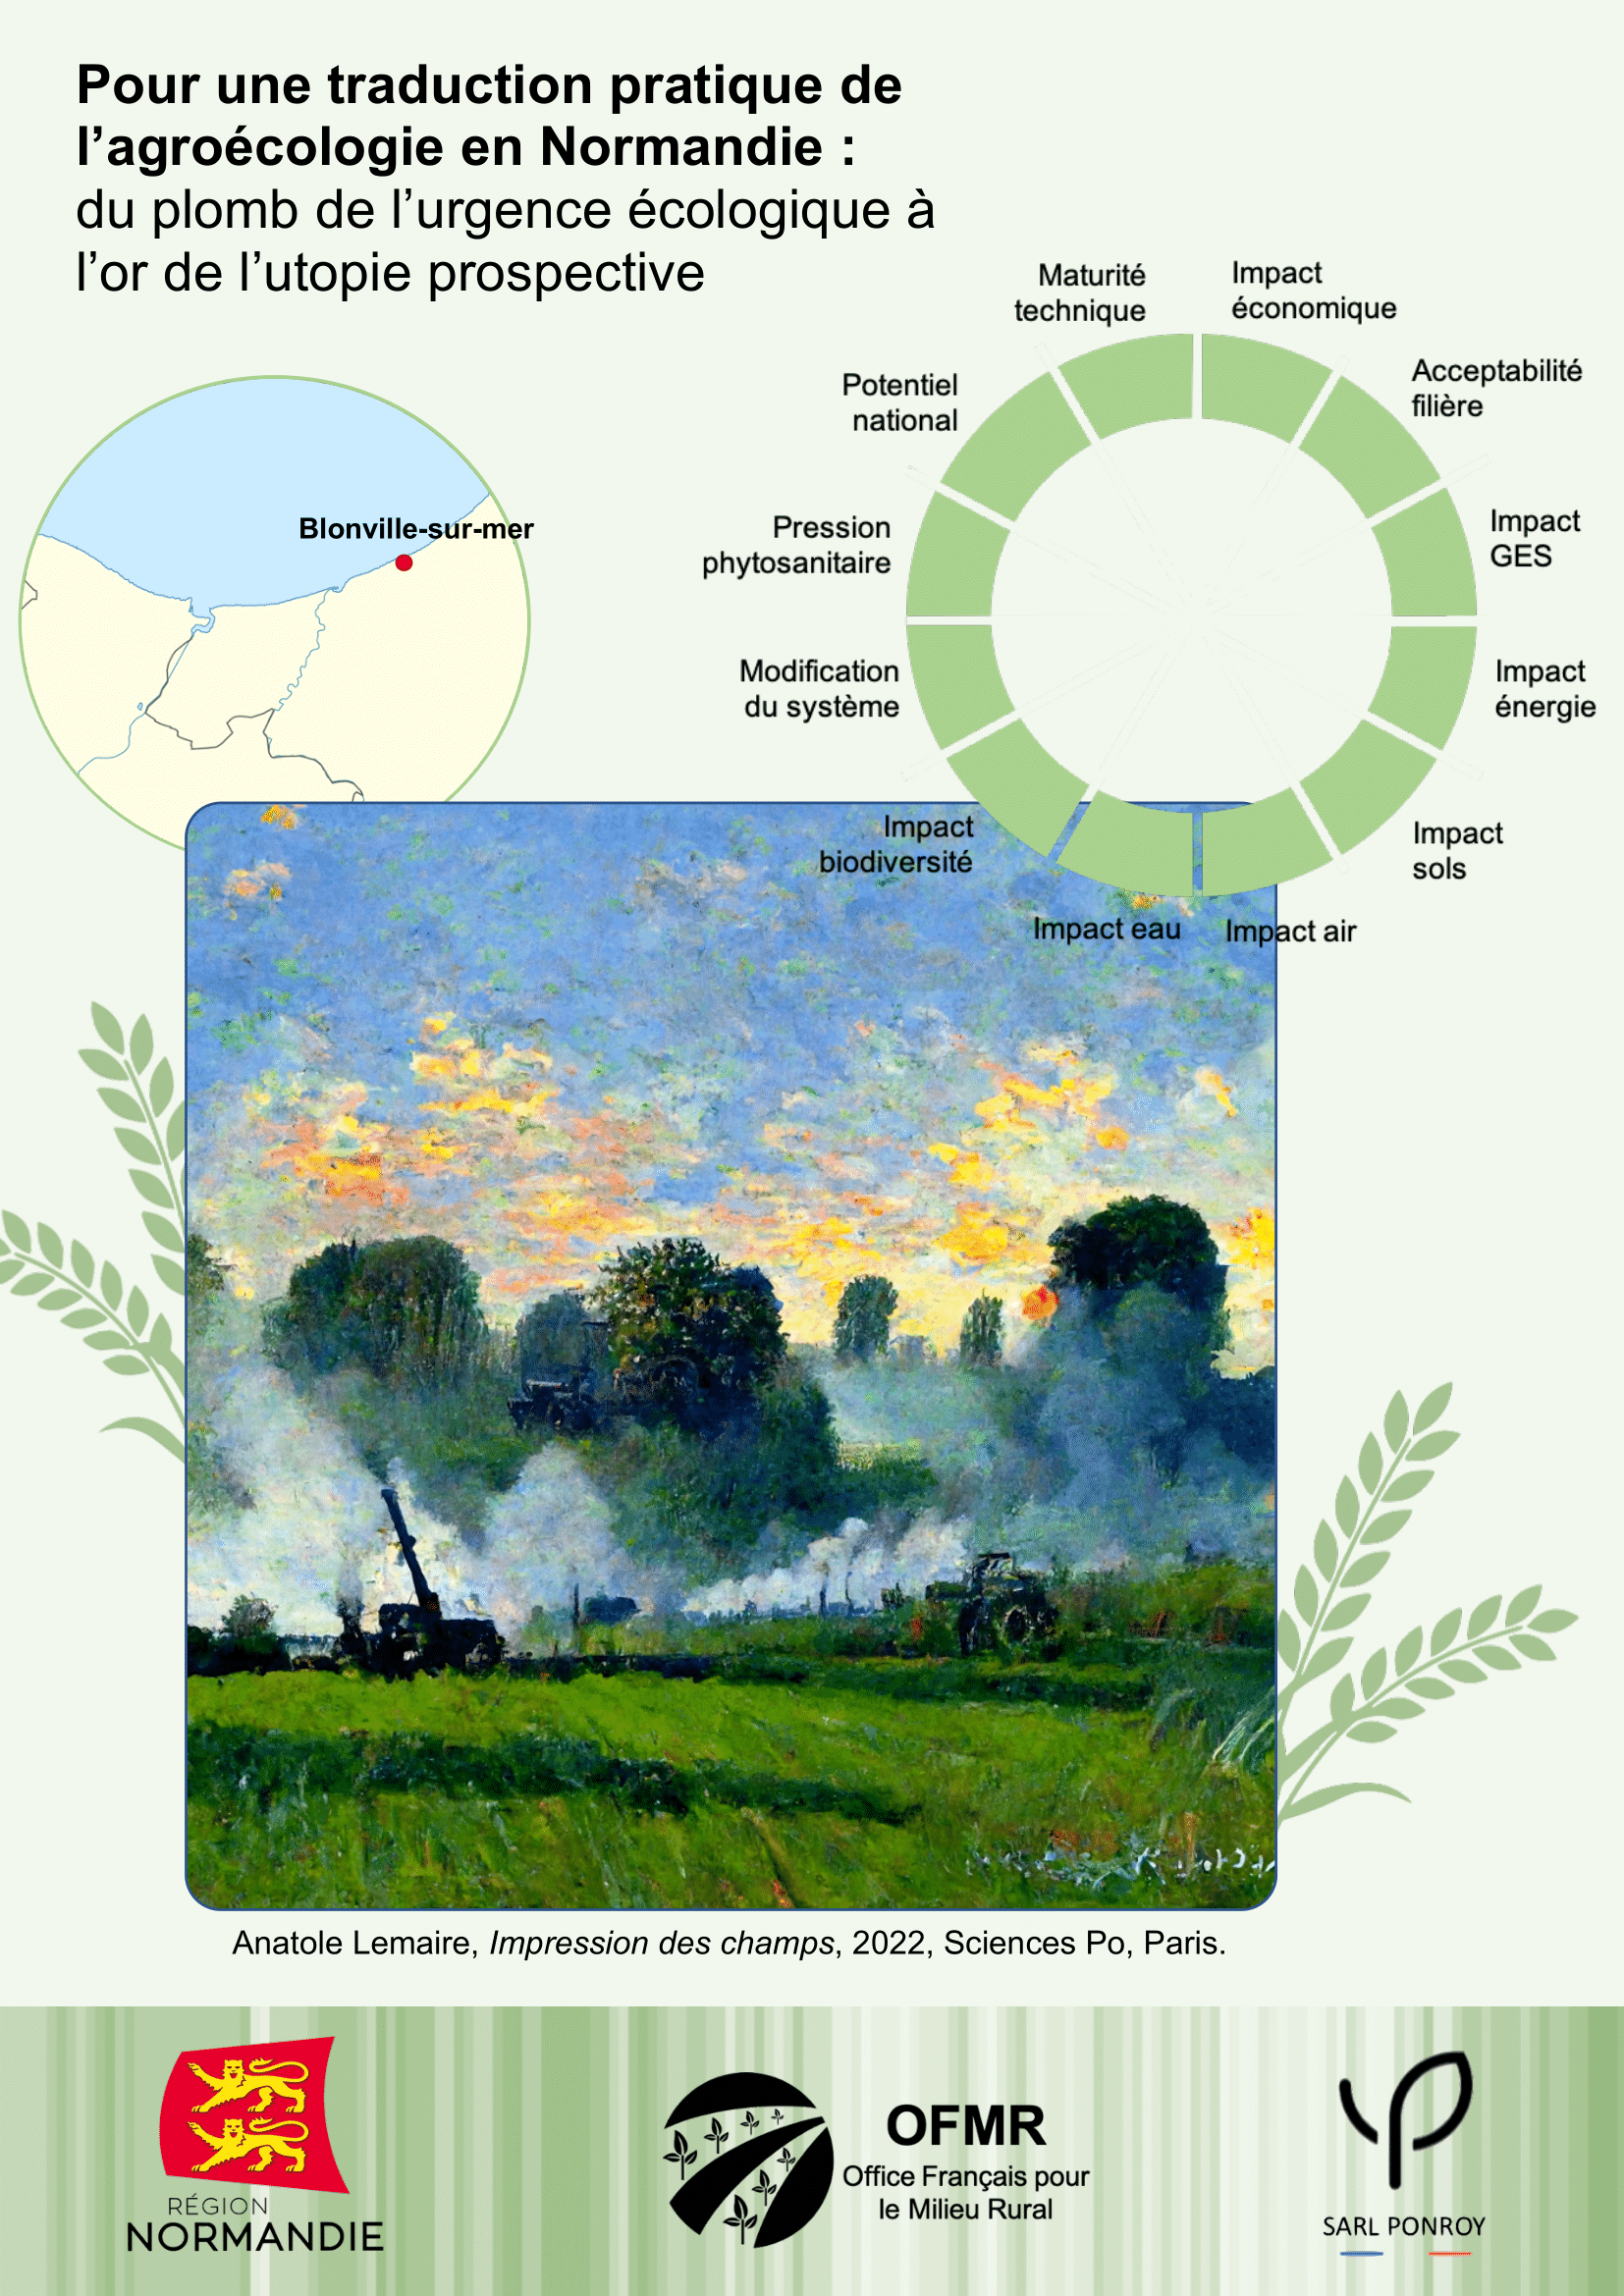 Pour une traduction pratique de
l’agroécologie en Normandie :
du plomb de l’urgence écologique à
l’or de l’utopie prospective
Maturité
technique
Impact
économique
Acceptabilité
filière
Potentiel
national
Impact
GES
Pression
phytosanitaire
Blonville-sur-mer
Impact
énergie
Modification
du système
Impact
sols
Impact
biodiversité
Impact eau
Impact air
Anatole Lemaire, Impression des champs, 2022, Sciences Po, Paris.
RÉGION
NORMANDIE
OFMR
Office Français pour
le Milieu Rural
SARL PONROY